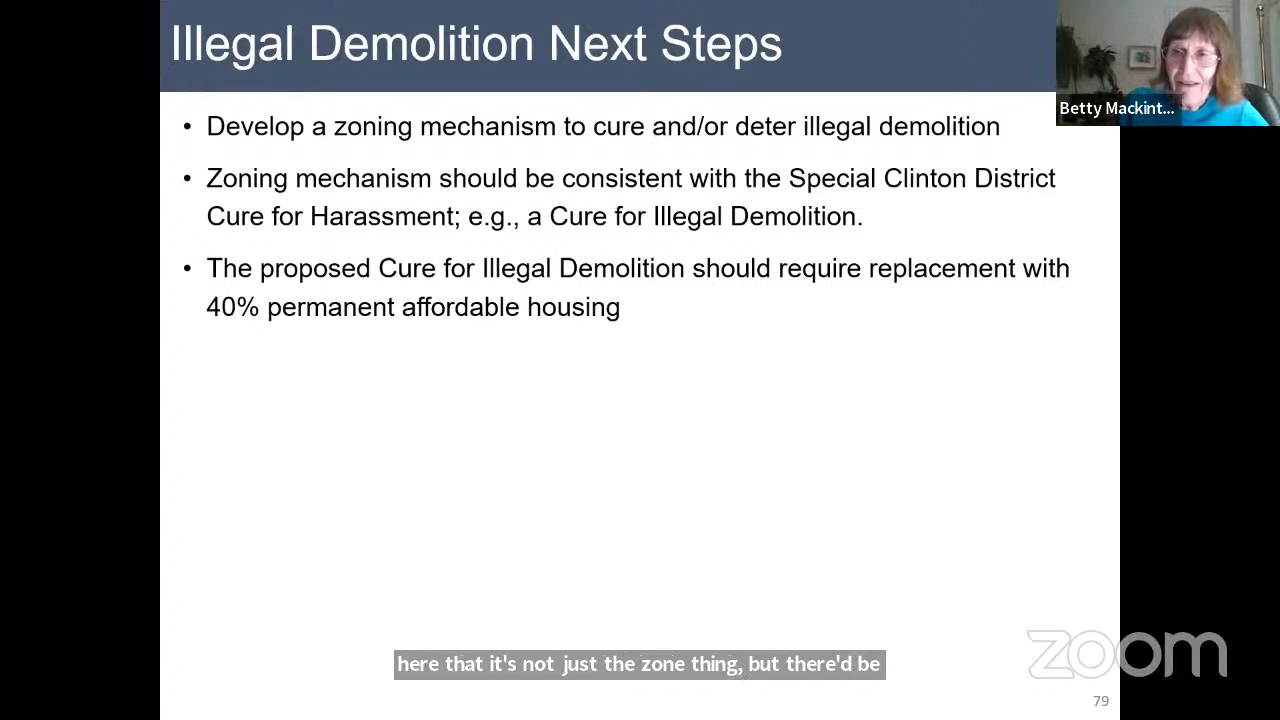 Illegal Demolition Next Steps
Betty Mackint...
• Develop a zoning mechanism to cure and/or deter illegal demolition
• Zoning mechanism should be consistent with the Special Clinton District
Cure for Harassment; e.g., a Cure for Illegal Demolition.
• The proposed Cure for Illegal Demolition should require replacement with
40% permanent affordable housing
zoom
here that it's not just the zone thing, but there'd be
79